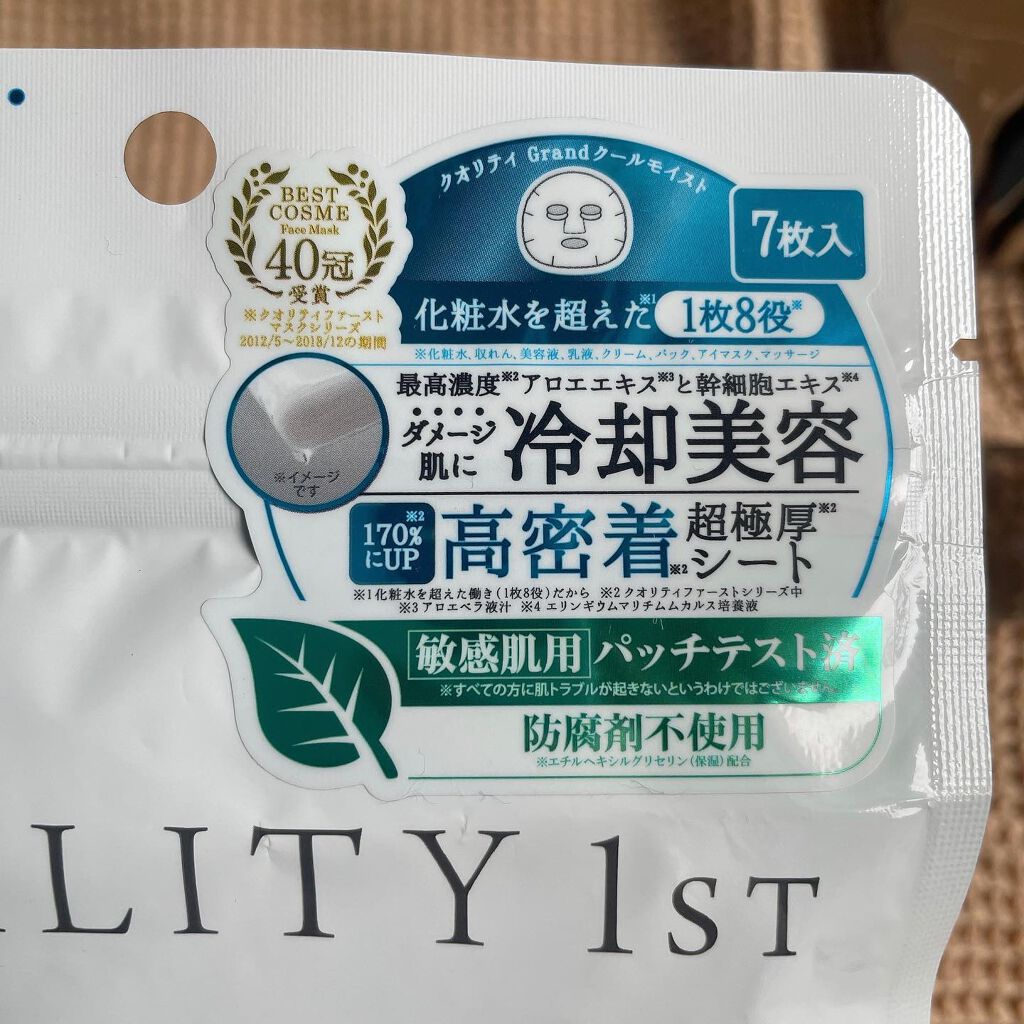 BEST
COSME
Face Mask
40冠
受賞
※クオリティファースト
マスクシリーズ
2012/5～2018/12の期間
クオリティ Grandクールモイスト
7枚入
化粧水を超えた※1 1枚8役※
※化粧水、収れん、美容液、乳液、クリーム、パック、アイマスク、マッサージ
最高濃度※2アロエエキス※3と幹細胞エキス※4
ダメージ
肌に
冷却美容
※イメージ
です
170%※2
にUP
高密着※2
超極厚※2
シート
※1化粧水を超えた働き(1枚8役)だから ※2 クオリティファーストシリーズ中
※3 アロエベラ液汁 ※4 エリンギウムマリチムムカルス培養液
敏感肌用 パッチテスト済
※すべての方に肌トラブルが起きないというわけではございません。
防腐剤不使用
※エチルヘキシルグリセリン(保湿)配合
LITY 1ST